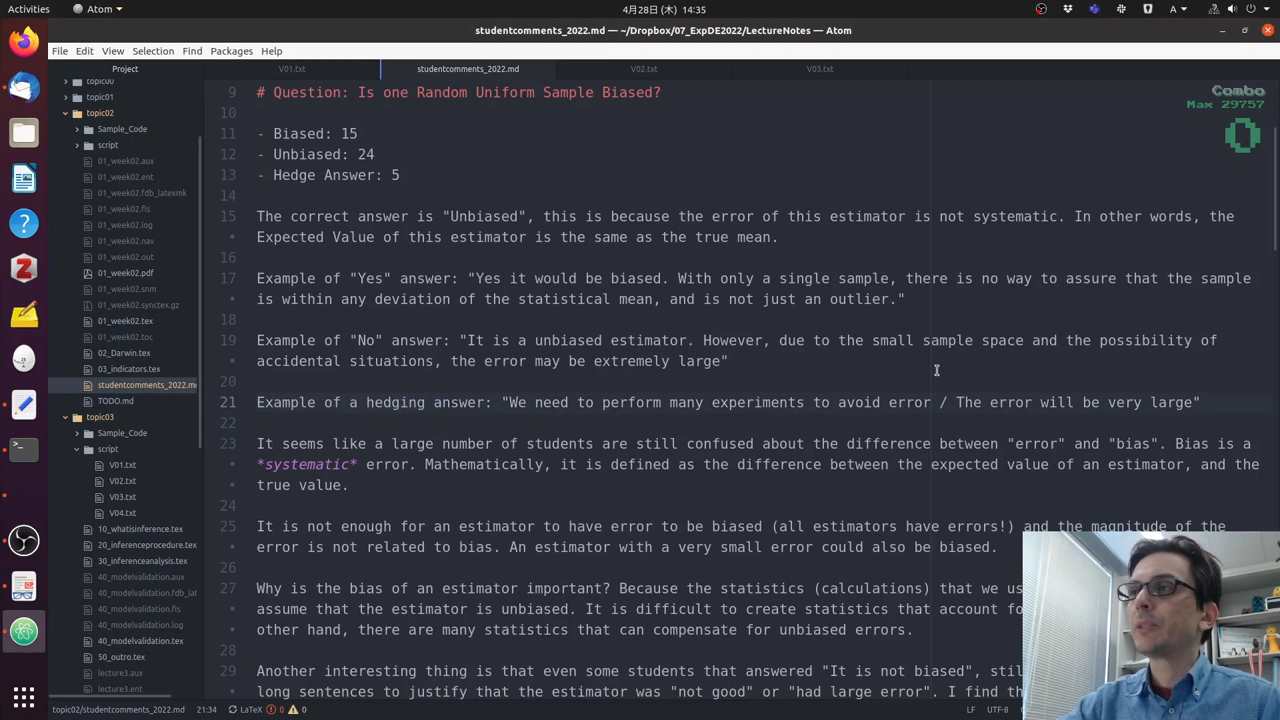 Activities
Atom
4月28日 (木) 14:35
A
studentcomments_2022.md — ~/Dropbox/07_ExpDE2022/LectureNotes — Atom
File Edit View Selection Find Packages Help
Project
V01.txt
studentcomments_2022.md
V02.txt
V03.txt
topic00
topic01
topic02
Sample_Code
script
01_week02.aux
01_week02.ent
01_week02.fdb_latexmk
01_week02.fls
01_week02.log
01_week02.nav
01_week02.out
01_week02.pdf
01_week02.snm
01_week02.synctex.gz
01_week02.tex
01_week02.toc
02_Darwin.tex
03_indicators.tex
studentcomments_2022.m
TODO.md
topic03
Sample_Code
script
V01.txt
V02.txt
V03.txt
V04.txt
10_whatisinference.tex
20_inferenceprocedure.tex
30_inferenceanalysis.tex
40_modelvalidation.aux
40_modelvalidation.fdb_lat
40_modelvalidation.fls
40_modelvalidation.log
40_modelvalidation.tex
50_outro.tex
lecture3.aux
lecture3.ent
9 # Question: Is one Random Uniform Sample Biased?
10
11 - Biased: 15
12 - Unbiased: 24
13 - Hedge Answer: 5
14
15 The correct answer is "Unbiased", this is because the error of this estimator is not systematic. In other words, the
Expected Value of this estimator is the same as the true mean.
16
17 Example of "Yes" answer: "Yes it would be biased. With only a single sample, there is no way to assure that the sample
is within any deviation of the statistical mean, and is not just an outlier."
18
19 Example of "No" answer: "It is a unbiased estimator. However, due to the small sample space and the possibility of
accidental situations, the error may be extremely large"
20
21 Example of a hedging answer: "We need to perform many experiments to avoid error / The error will be very large"
22
23 It seems like a large number of students are still confused about the difference between "error" and "bias". Bias is a
*systematic* error. Mathematically, it is defined as the difference between the expected value of an estimator, and the
true value.
24
25 It is not enough for an estimator to have error to be biased (all estimators have errors!) and the magnitude of the
error is not related to bias. An estimator with a very small error could also be biased.
26
27 Why is the bias of an estimator important? Because the statistics (calculations) that we us
assume that the estimator is unbiased. It is difficult to create statistics that account fo
other hand, there are many statistics that can compensate for unbiased errors.
28
29 Another interesting thing is that even some students that answered "It is not biased", stil
long sentences to justify that the estimator was "not good" or "had large error". I find th
Combo
Max 29757
0
topic02/studentcomments_2022.md 21:34
LaTeX
0
0
LF
UTF-8